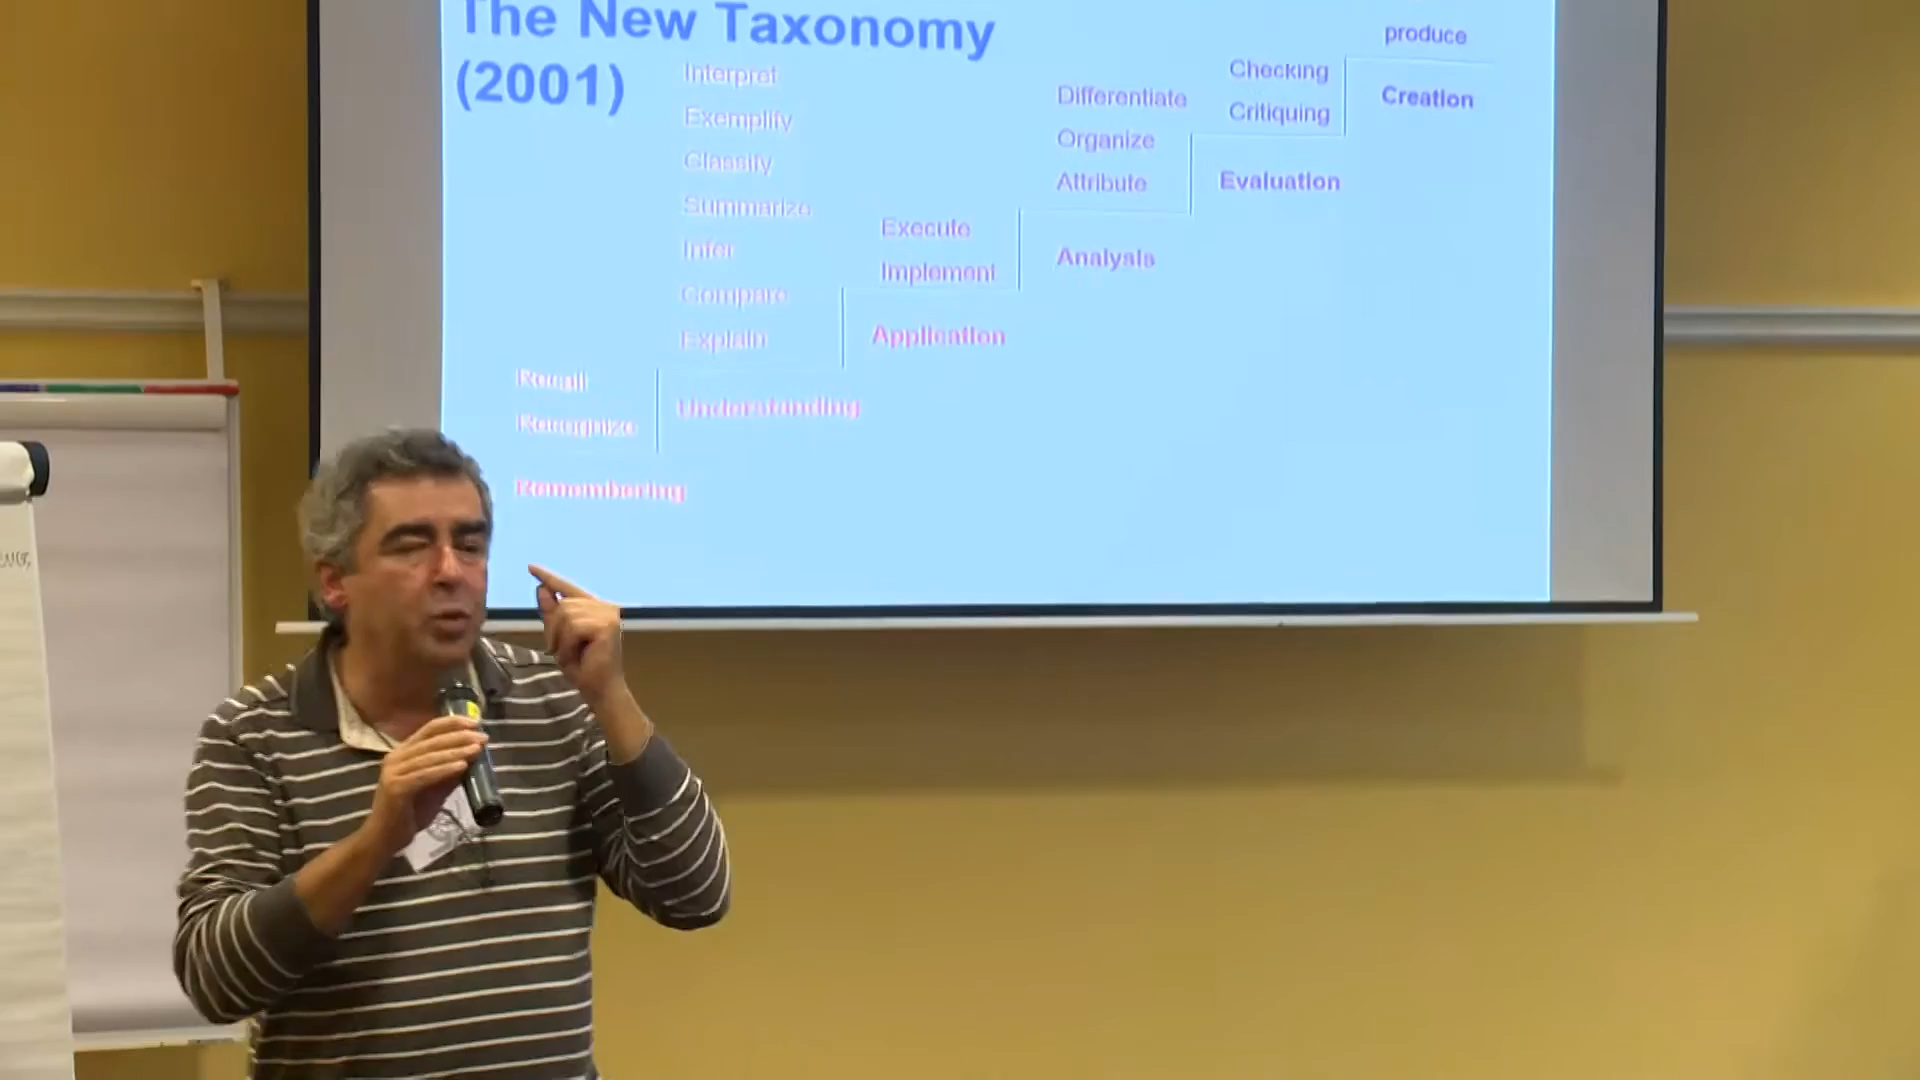 The New Taxonomy
(2001)
Interpret
Exemplify
Classify
Summarize
Infer
Compare
Explain
Recall
Recognize
Remembering
Understanding
Execute
Implement
Application
Differentiate
Organize
Attribute
Analysis
Checking
Critiquing
Evaluation
produce
Creation